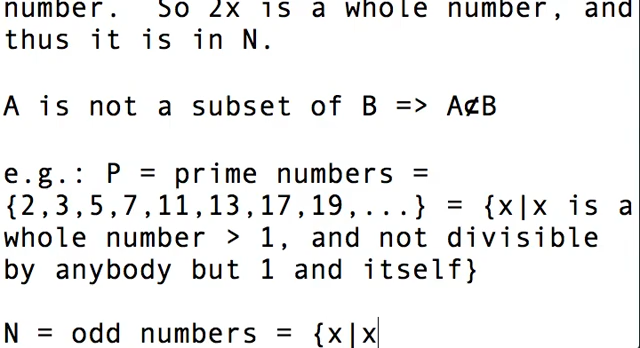 number.  So 2x is a whole number, and
thus it is in N.
A is not a subset of B => A⊄B
e.g.: P = prime numbers =
{2,3,5,7,11,13,17,19,...} = {x|x is a
whole number > 1, and not divisible
by anybody but 1 and itself}
N = odd numbers = {x|x